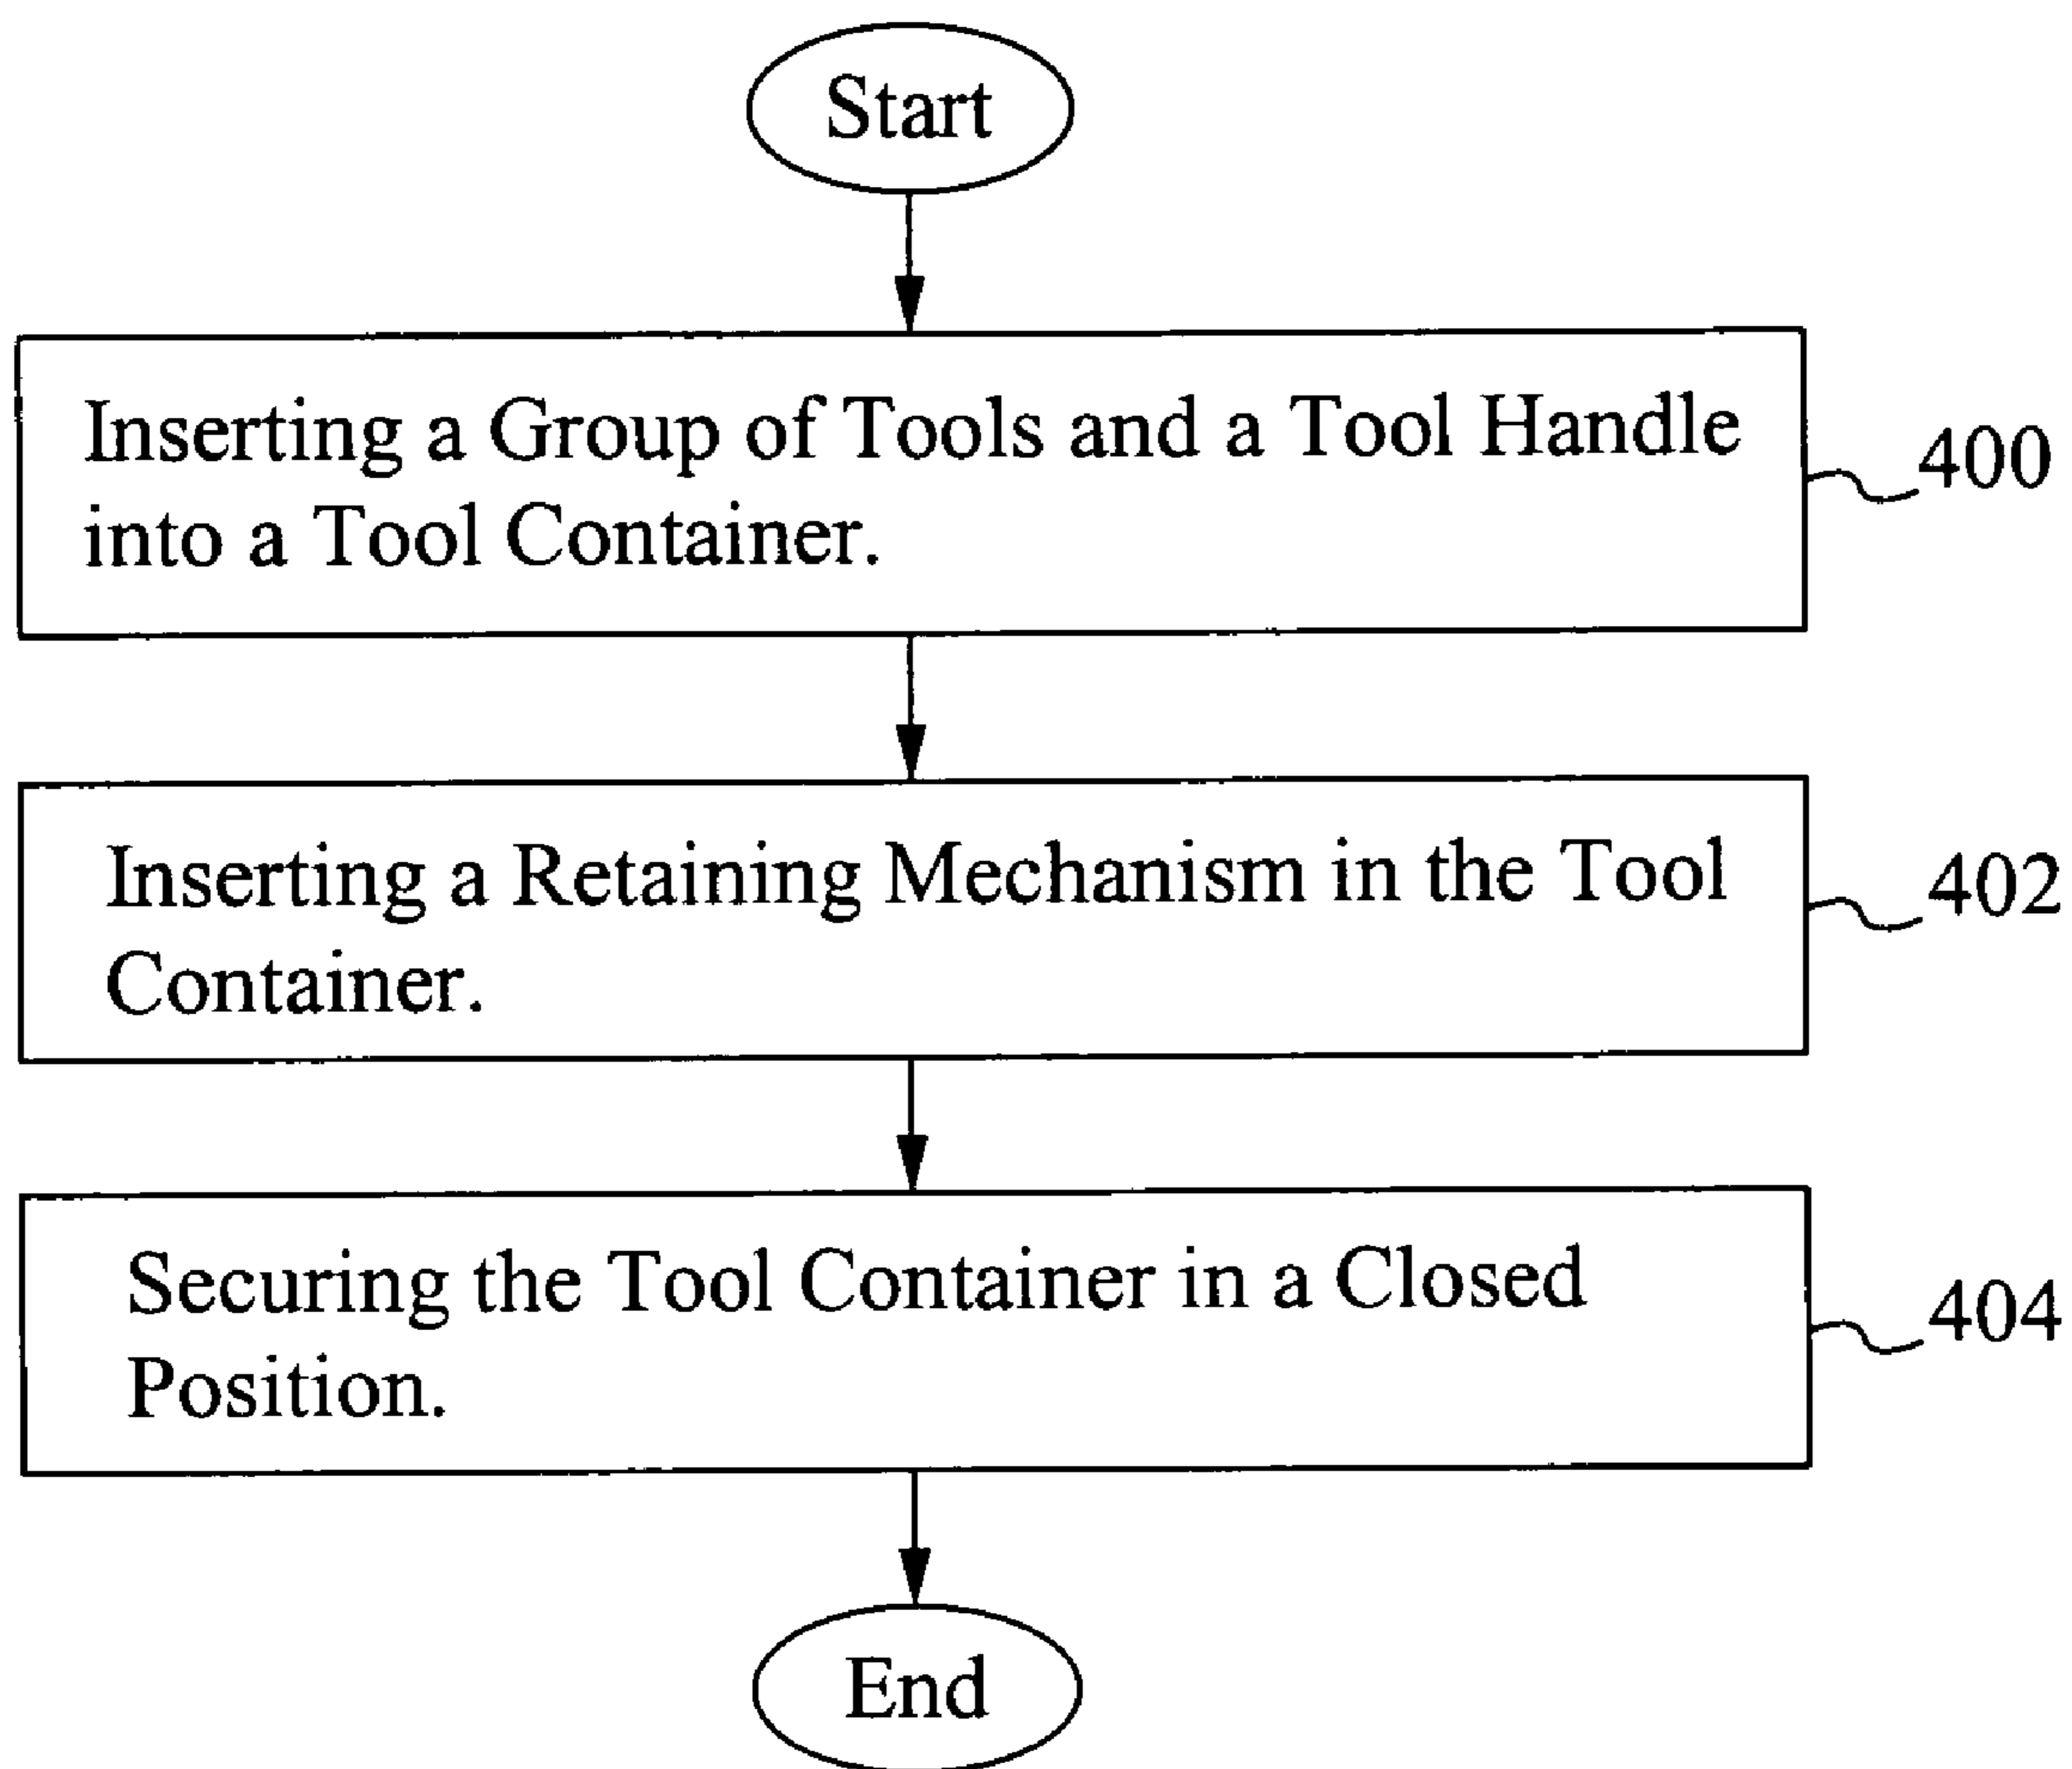 Start
Inserting a Group of Tools and a Tool Handle
into a Tool Container.
400
Inserting a Retaining Mechanism in the Tool
Container.
402
Securing the Tool Container in a Closed
Position.
404
End